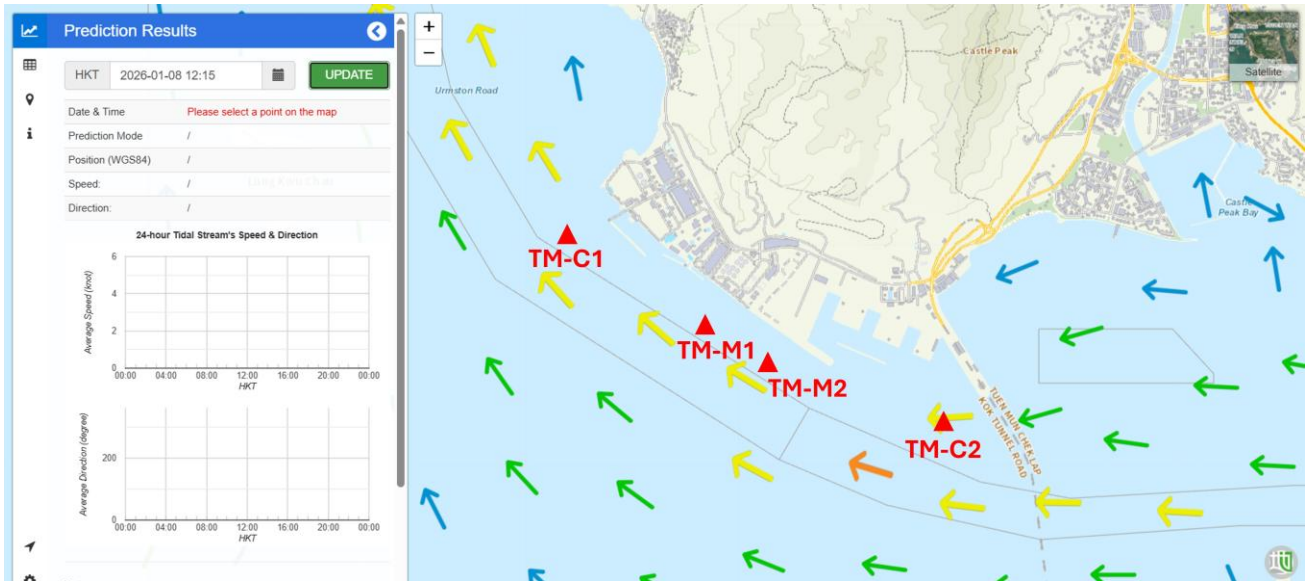 Prediction Results
HKT 2026-01-08 12:15 UPDATE
Date & Time Please select a point on the map
Prediction Mode /
Position (WGS84) /
Speed: /
Direction: /
24-hour Tidal Stream's Speed & Direction
Average Speed (knot)
6
4
2
0
00:00 04:00 08:00 12:00 16:00 20:00 00:00
HKT
Average Direction (degree)
200
0
00:00 04:00 08:00 12:00 16:00 20:00 00:00
HKT
+
−
Urmston Road
Castle Peak
Satellite
Castle
Peak Bay
TM-C1
TM-M1
TM-M2
TM-C2
TUEN MUN CHEK LAP
KOK TUNNEL ROAD